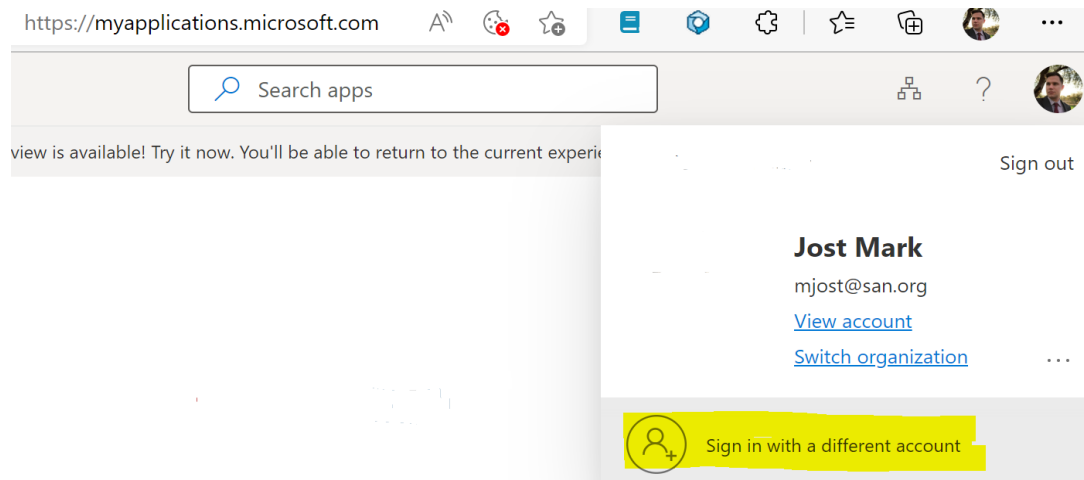 https://myapplications.microsoft.com
Search apps
view is available! Try it now. You'll be able to return to the current experie
Sign out
Jost Mark
mjost@san.org
View account
Switch organization
Sign in with a different account